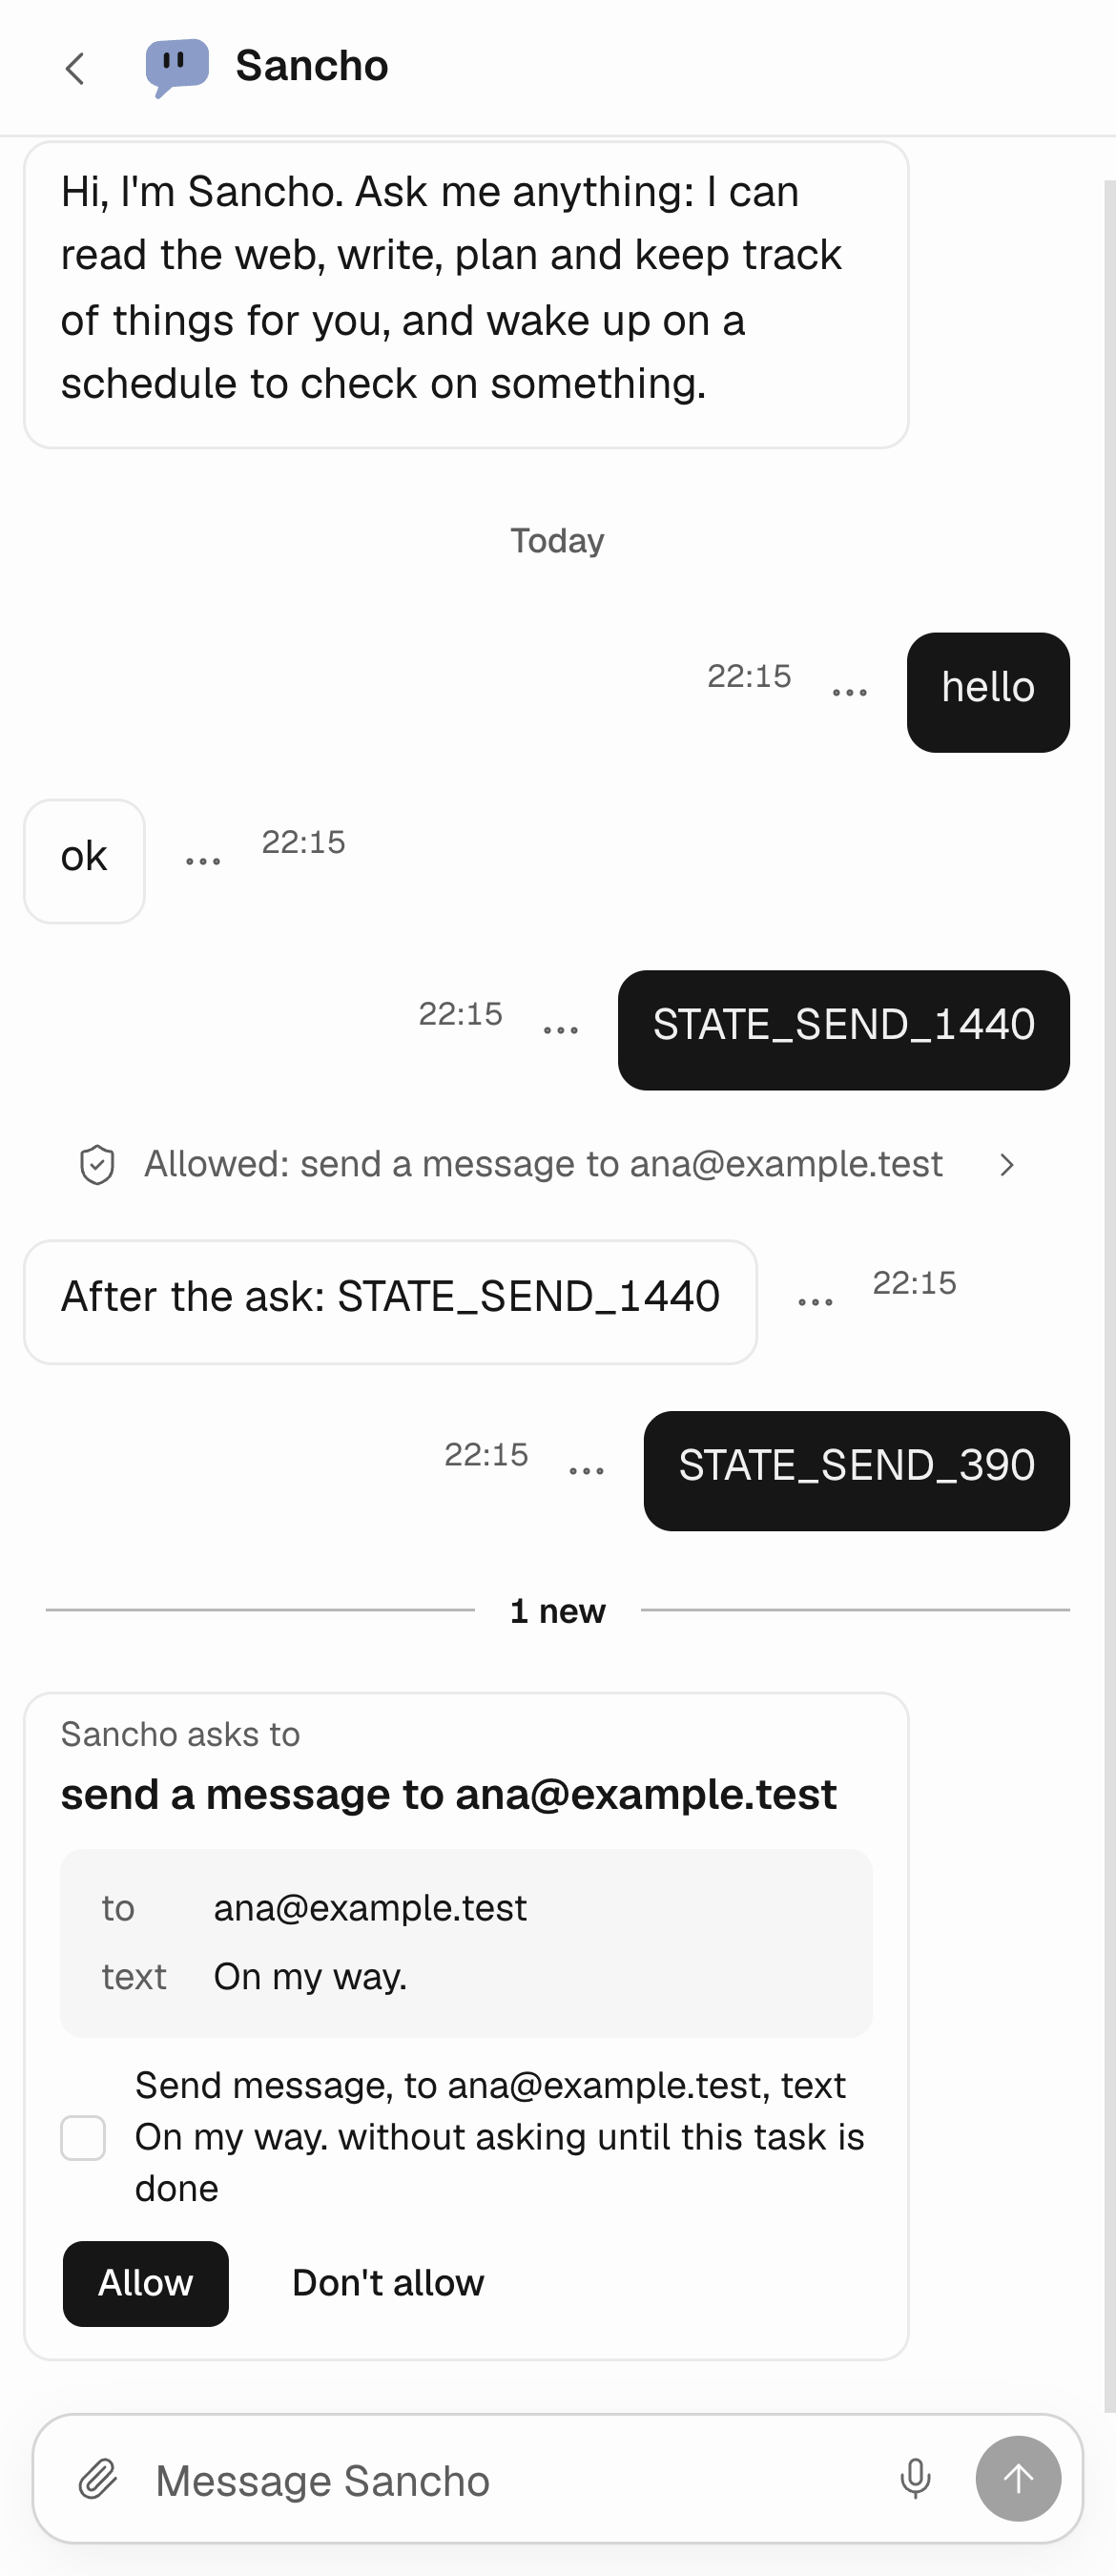 Sancho
Hi, I'm Sancho. Ask me anything: I can
read the web, write, plan and keep track
of things for you, and wake up on a
schedule to check on something.
Today
22:15 ... hello
ok ... 22:15
22:15 ... STATE_SEND_1440
Allowed: send a message to ana@example.test
After the ask: STATE_SEND_1440 ... 22:15
22:15 ... STATE_SEND_390
1 new
Sancho asks to
send a message to ana@example.test
to ana@example.test
text On my way.
Send message, to ana@example.test, text
On my way. without asking until this task is
done
Allow Don't allow
Message Sancho